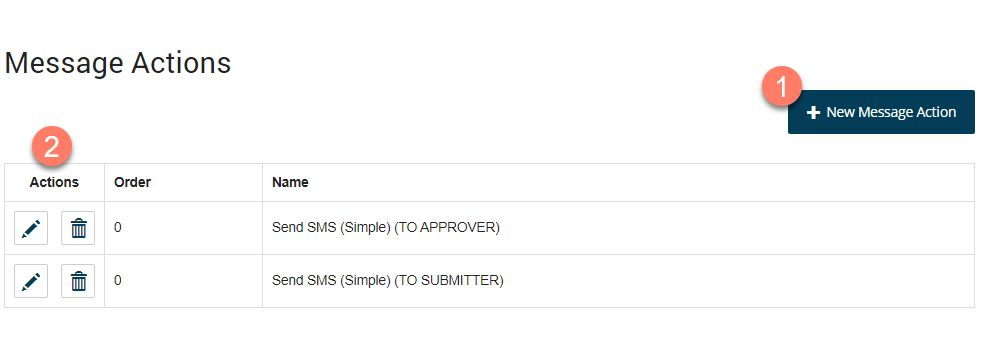 Message Actions
1
+ New Message Action
2
Actions Order Name
0 Send SMS (Simple) (TO APPROVER)
0 Send SMS (Simple) (TO SUBMITTER)